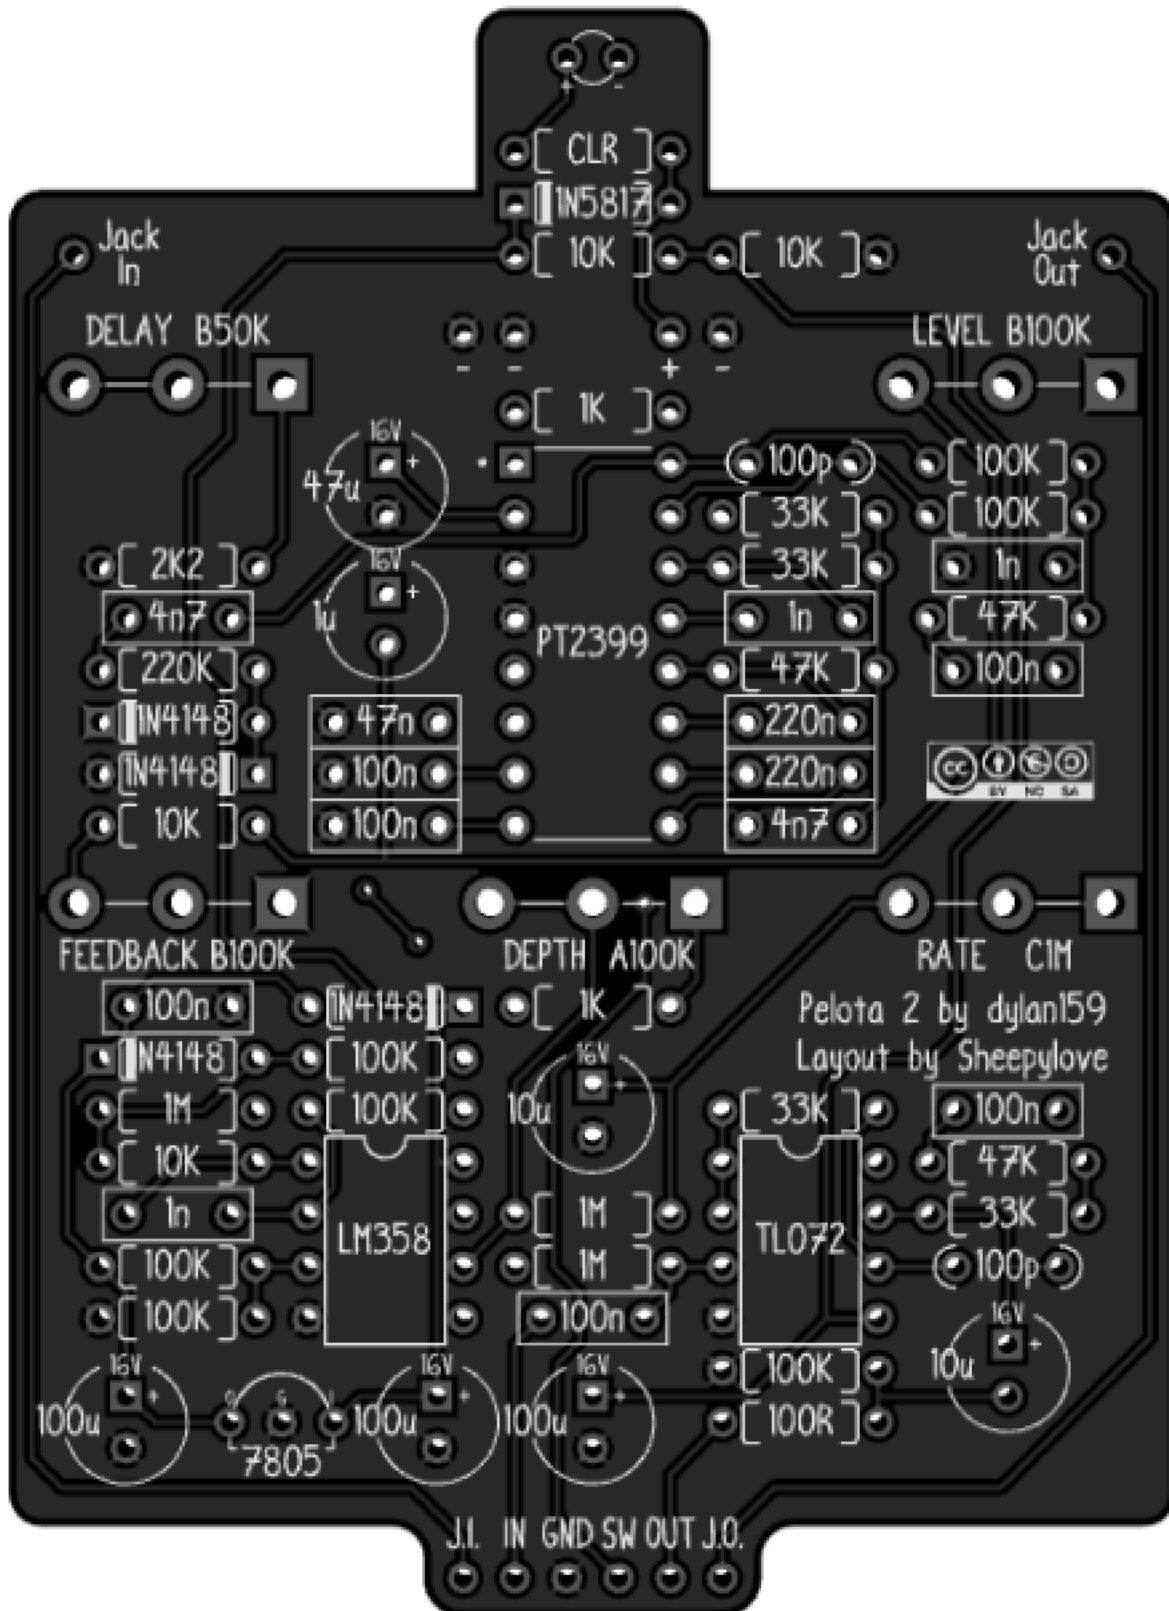 + -
CLR
1N5817
10K 10K
Jack
In
Jack
Out
DELAY B50K
LEVEL B100K
- - + -
1K
16V
+
47u
100p
100K
33K
100K
16V
+
1u
2K2
33K
1n
4n7
PT2399
1n
47K
220K
47K
100n
1N4148
47n
220n
1N4148
100n
220n
cc
BY NC SA
10K
100n
4n7
FEEDBACK B100K
DEPTH A100K
RATE C1M
100n
1N4148
1K
Pelota 2 by dylan159
Layout by Sheepylove
1N4148
100K
16V
+
10u
1M
100K
33K
100n
10K
47K
1n
LM358
1M
TL072
33K
100K
1M
100p
100K
100n
16V
+
10u
16V
+
100u
O G I
7805
16V
+
100u
16V
+
100u
100K
100R
J.I. IN GND SW OUT J.O.